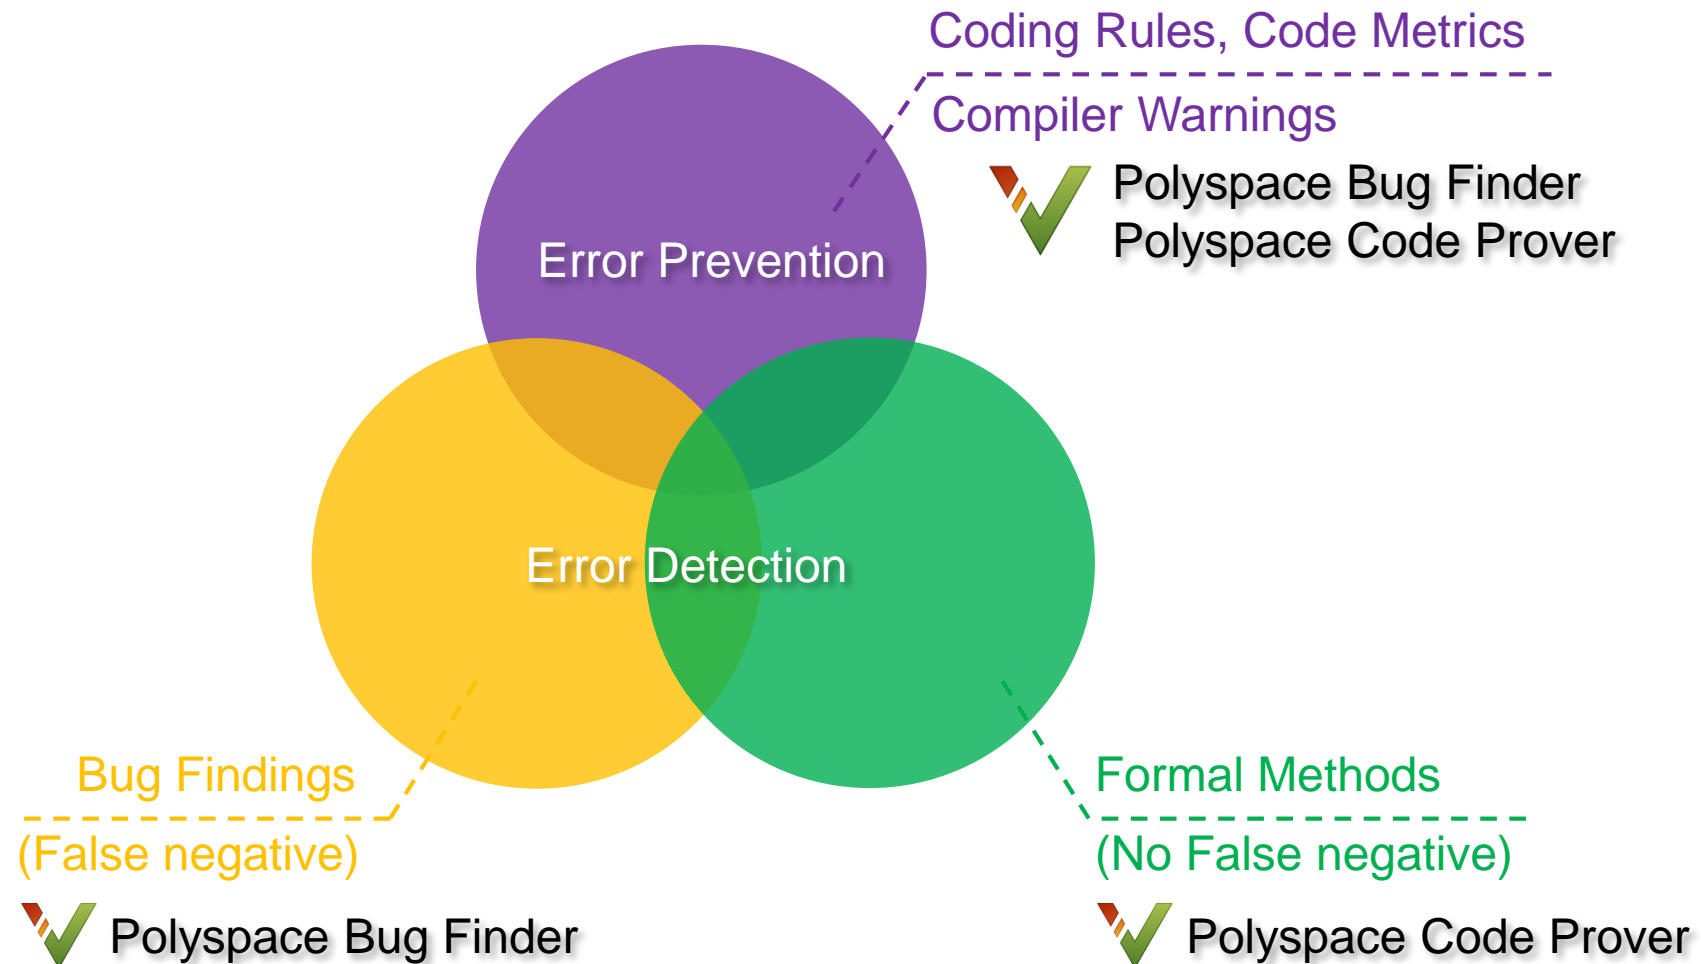 Coding Rules, Code Metrics
Compiler Warnings
Polyspace Bug Finder
Polyspace Code Prover
Error Prevention
Error Detection
Bug Findings
(False negative)
Polyspace Bug Finder
Formal Methods
(No False negative)
Polyspace Code Prover